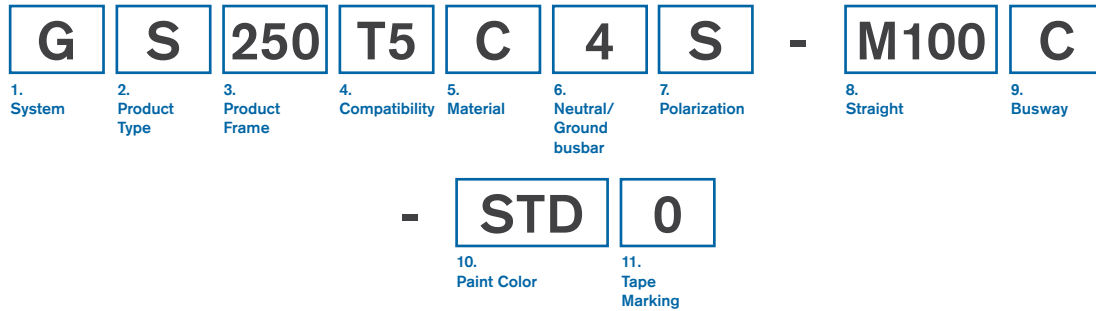 G S 250 T5 C 4 S - M100 C
1. System
2. Product Type
3. Product Frame
4. Compatibility
5. Material
6. Neutral/ Ground busbar
7. Polarization
8. Straight
9. Busway
- STD 0
10. Paint Color
11. Tape Marking